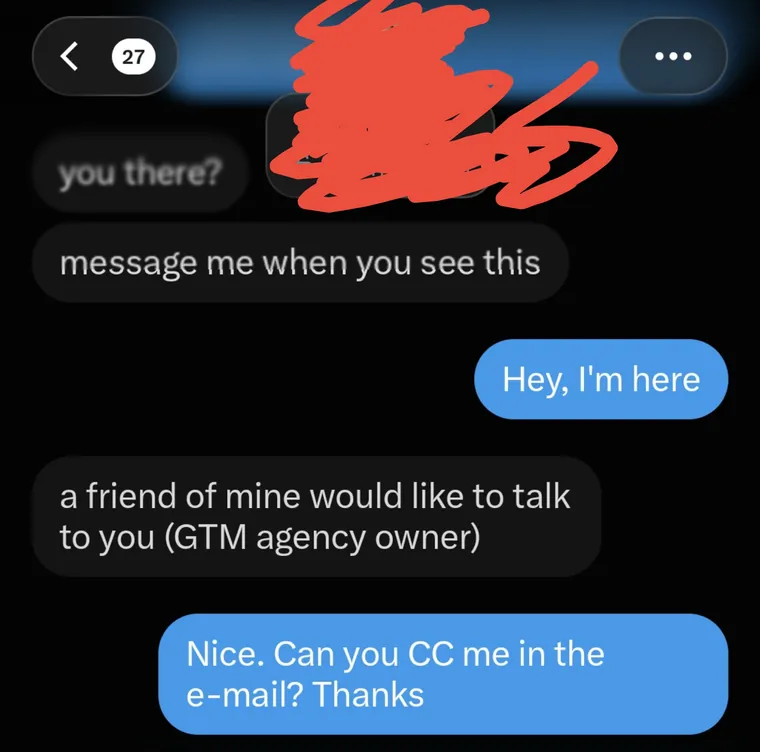 27
you there?
message me when you see this
Hey, I'm here
a friend of mine would like to talk
to you (GTM agency owner)
Nice. Can you CC me in the
e-mail? Thanks